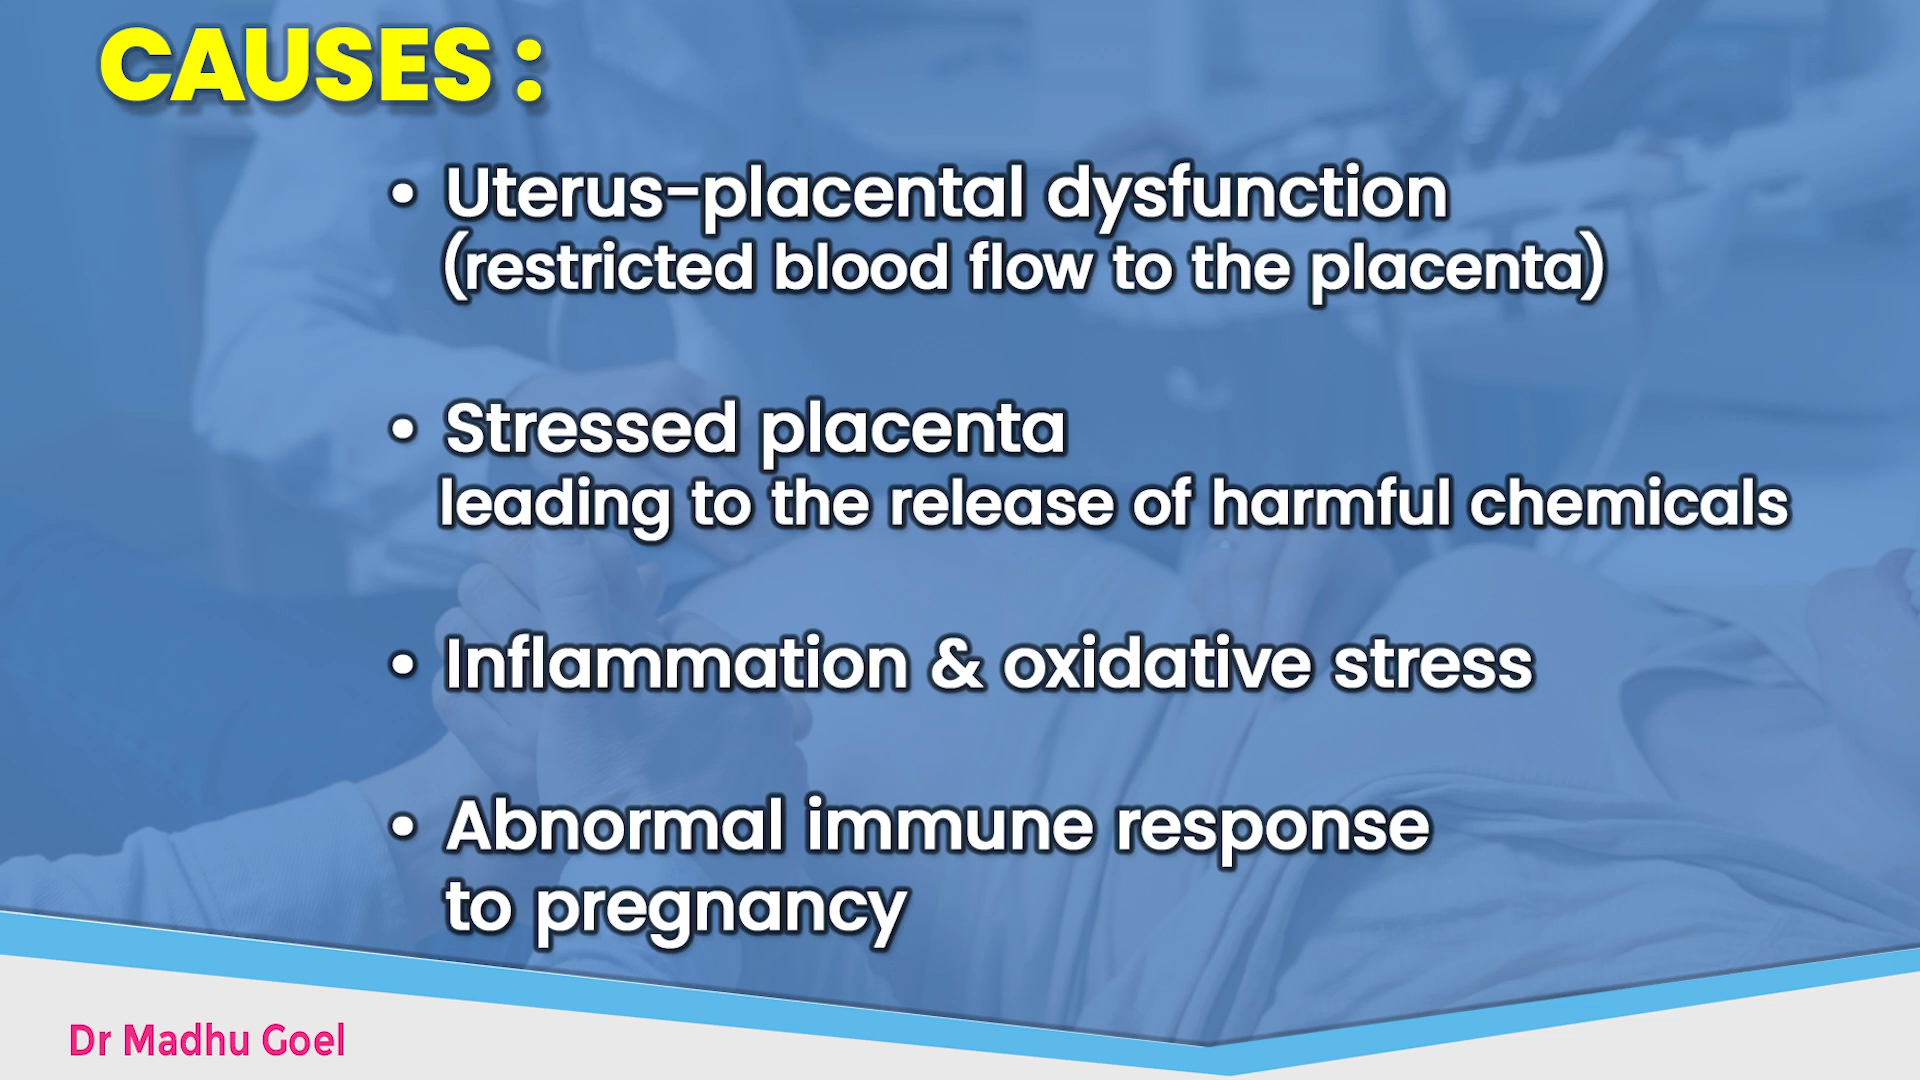 CAUSES :
• Uterus-placental dysfunction
(restricted blood flow to the placenta)
• Stressed placenta
leading to the release of harmful chemicals
• Inflammation & oxidative stress
• Abnormal immune response
to pregnancy
Dr Madhu Goel